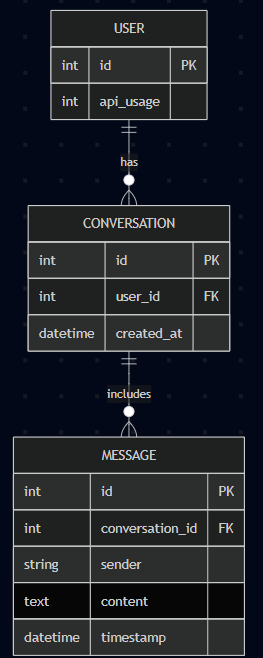 USER
int id PK
int api_usage
has
CONVERSATION
int id PK
int user_id FK
datetime created_at
includes
MESSAGE
int id PK
int conversation_id FK
string sender
text content
datetime timestamp